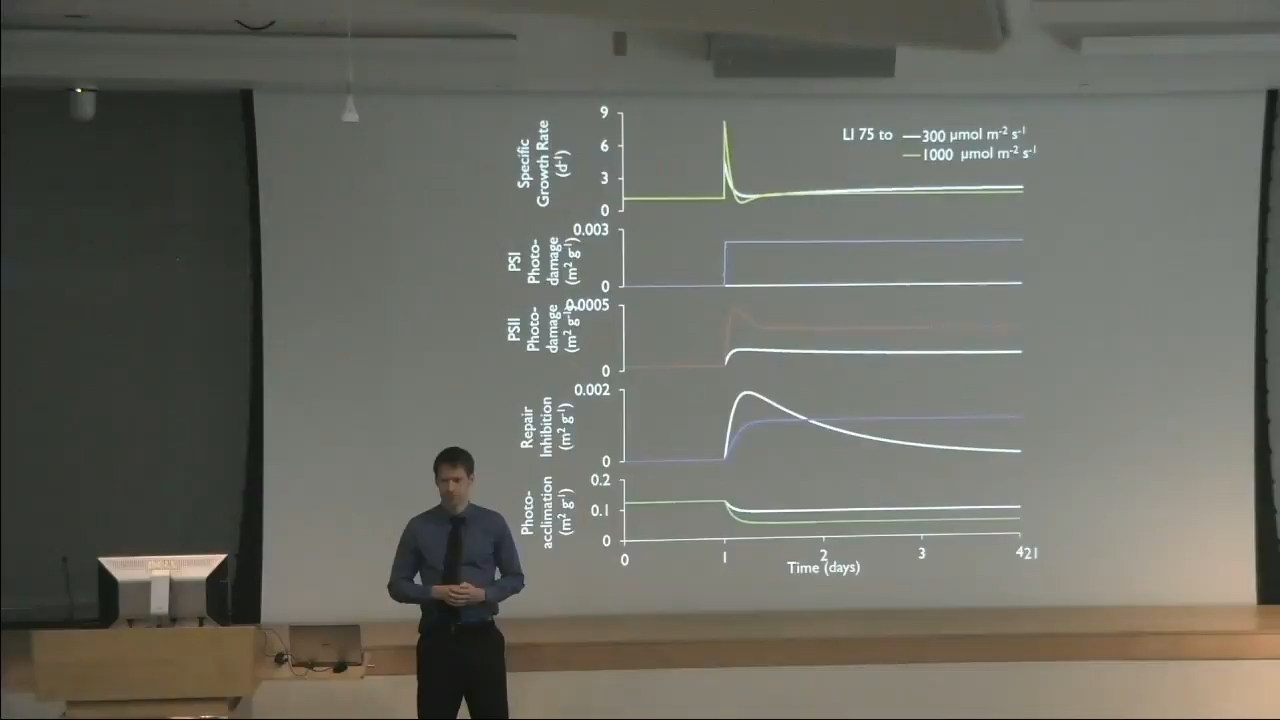 LI 75 to —300 µmol m⁻² s⁻¹
—1000 µmol m⁻² s⁻¹
Specific
Growth Rate
(d⁻¹)
9
6
3
0
PSI
Photo-
damage
(m² g⁻¹)
0.003
0
PSII
Photo-
damage
(m² g⁻¹)
0.0005
0
Repair
Inhibition
(m² g⁻¹)
0.002
0
Photo-
acclimation
(m² g⁻¹)
0.2
0.1
0
0 1 2 3 421
Time (days)